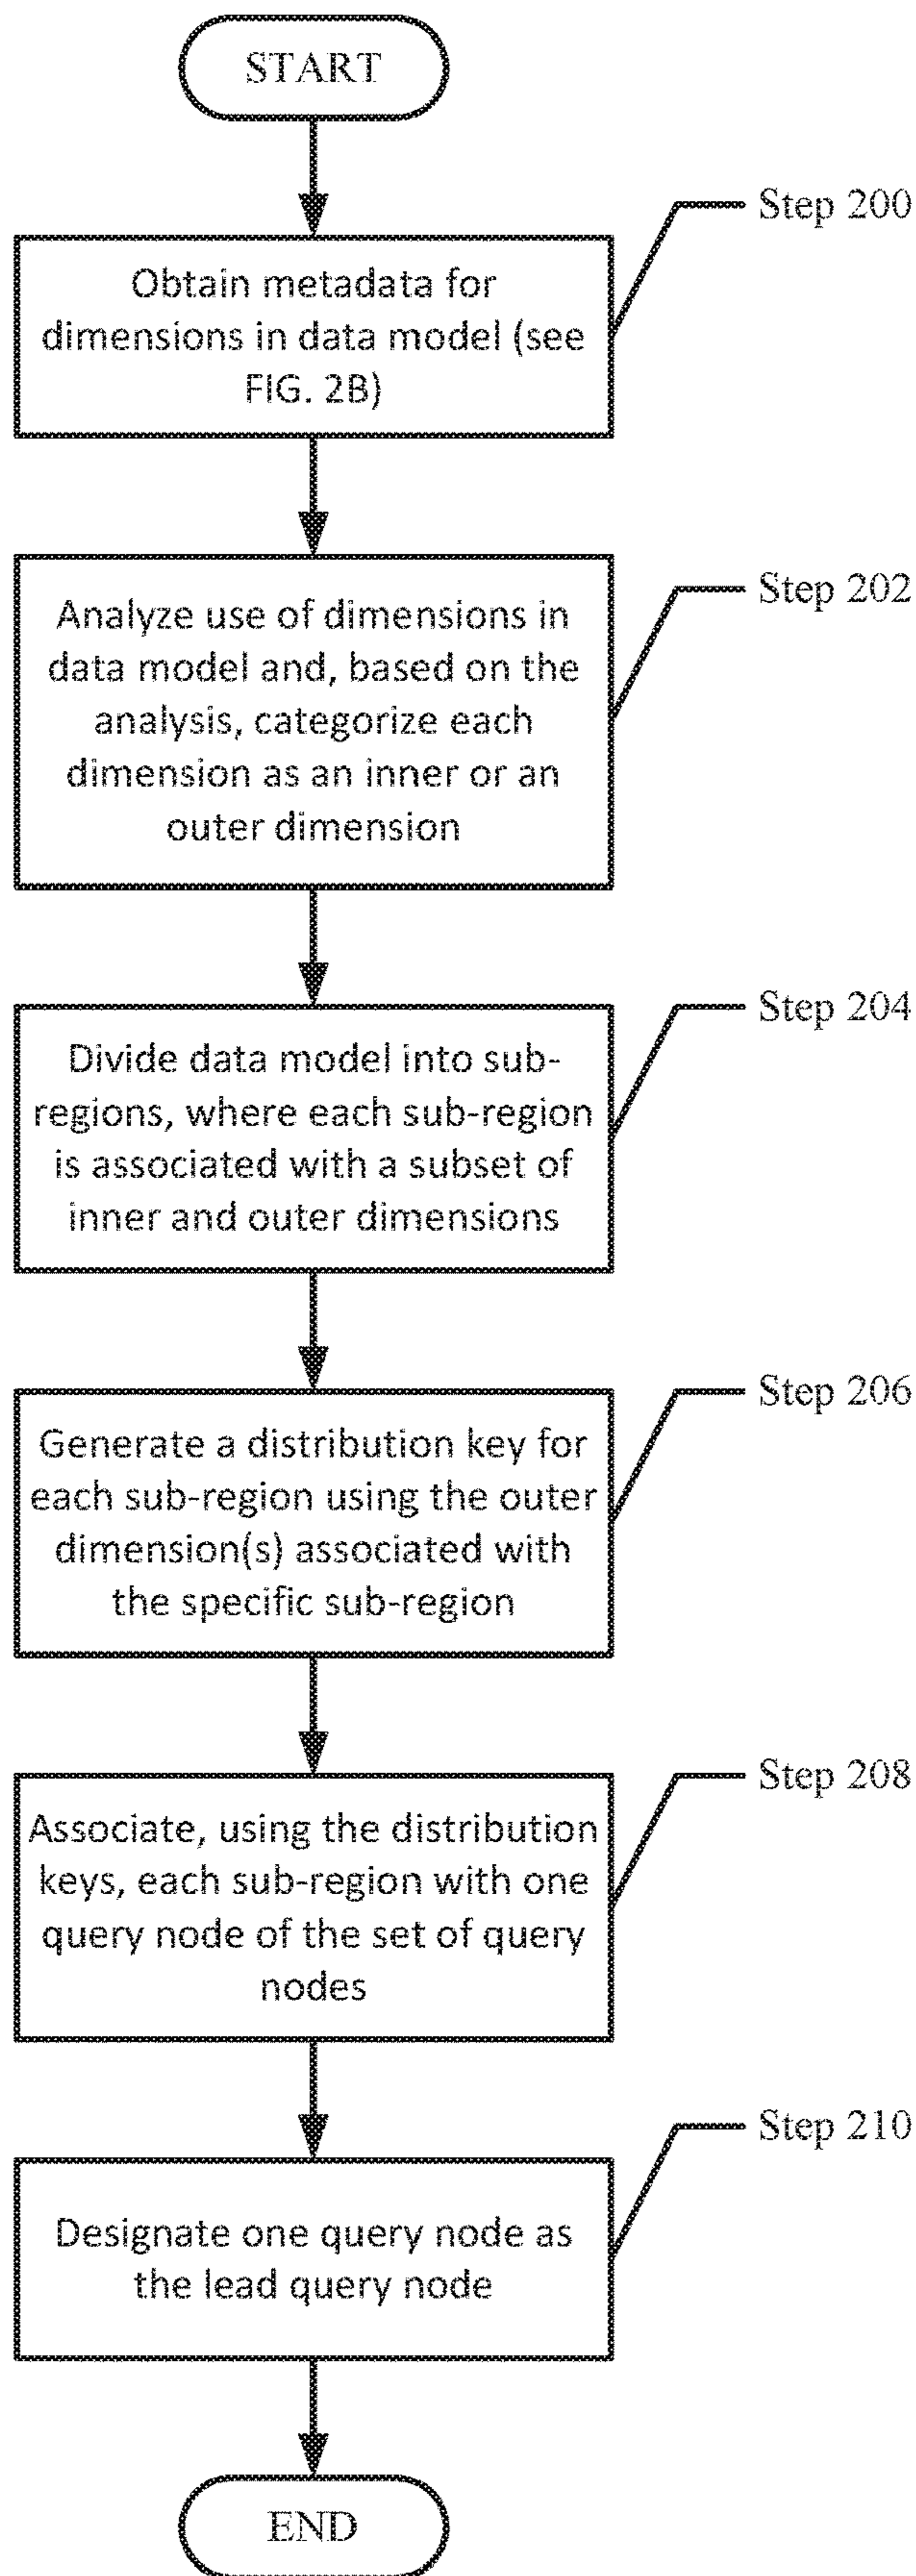 START
Step 200
Obtain metadata for
dimensions in data model (see
FIG. 2B)
Step 202
Analyze use of dimensions in
data model and, based on the
analysis, categorize each
dimension as an inner or an
outer dimension
Step 204
Divide data model into sub-
regions, where each sub-region
is associated with a subset of
inner and outer dimensions
Step 206
Generate a distribution key for
each sub-region using the outer
dimension(s) associated with
the specific sub-region
Step 208
Associate, using the distribution
keys, each sub-region with one
query node of the set of query
nodes
Step 210
Designate one query node as
the lead query node
END